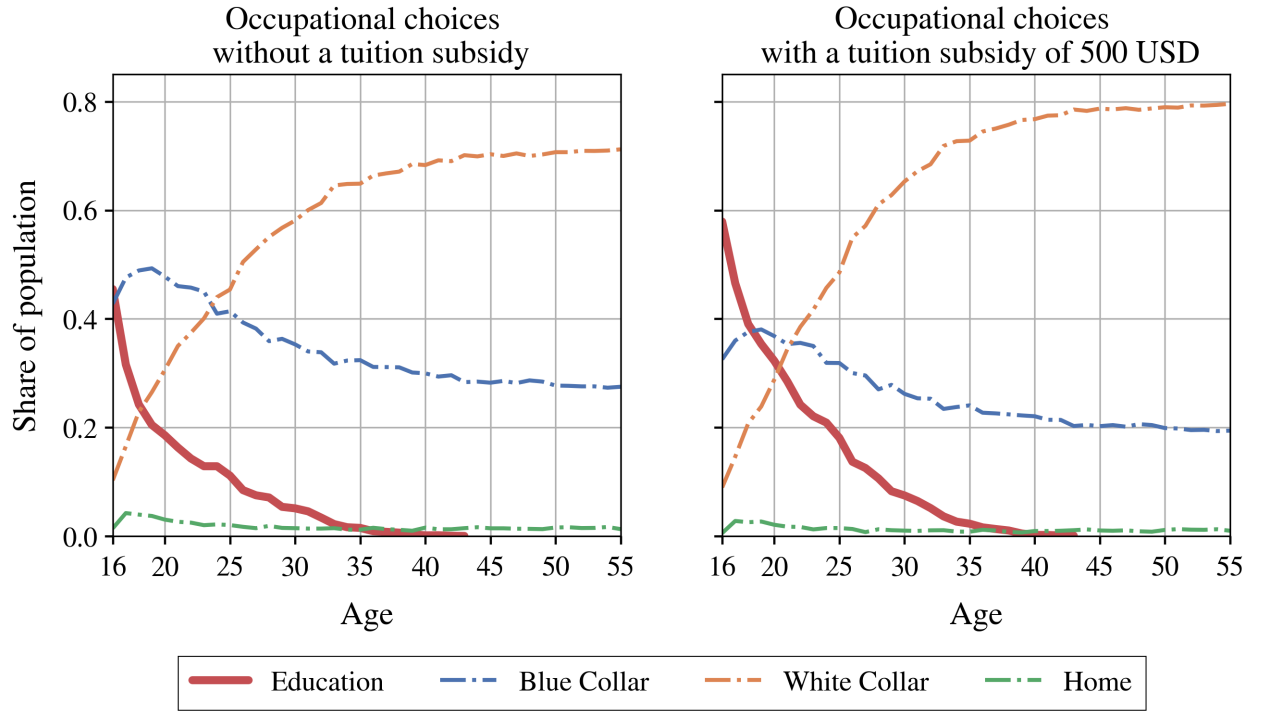 Occupational choices
without a tuition subsidy
Occupational choices
with a tuition subsidy of 500 USD
Share of population
0.8
0.6
0.4
0.2
0.0
16 20 25 30 35 40 45 50 55
16 20 25 30 35 40 45 50 55
Age
Age
Education Blue Collar White Collar Home